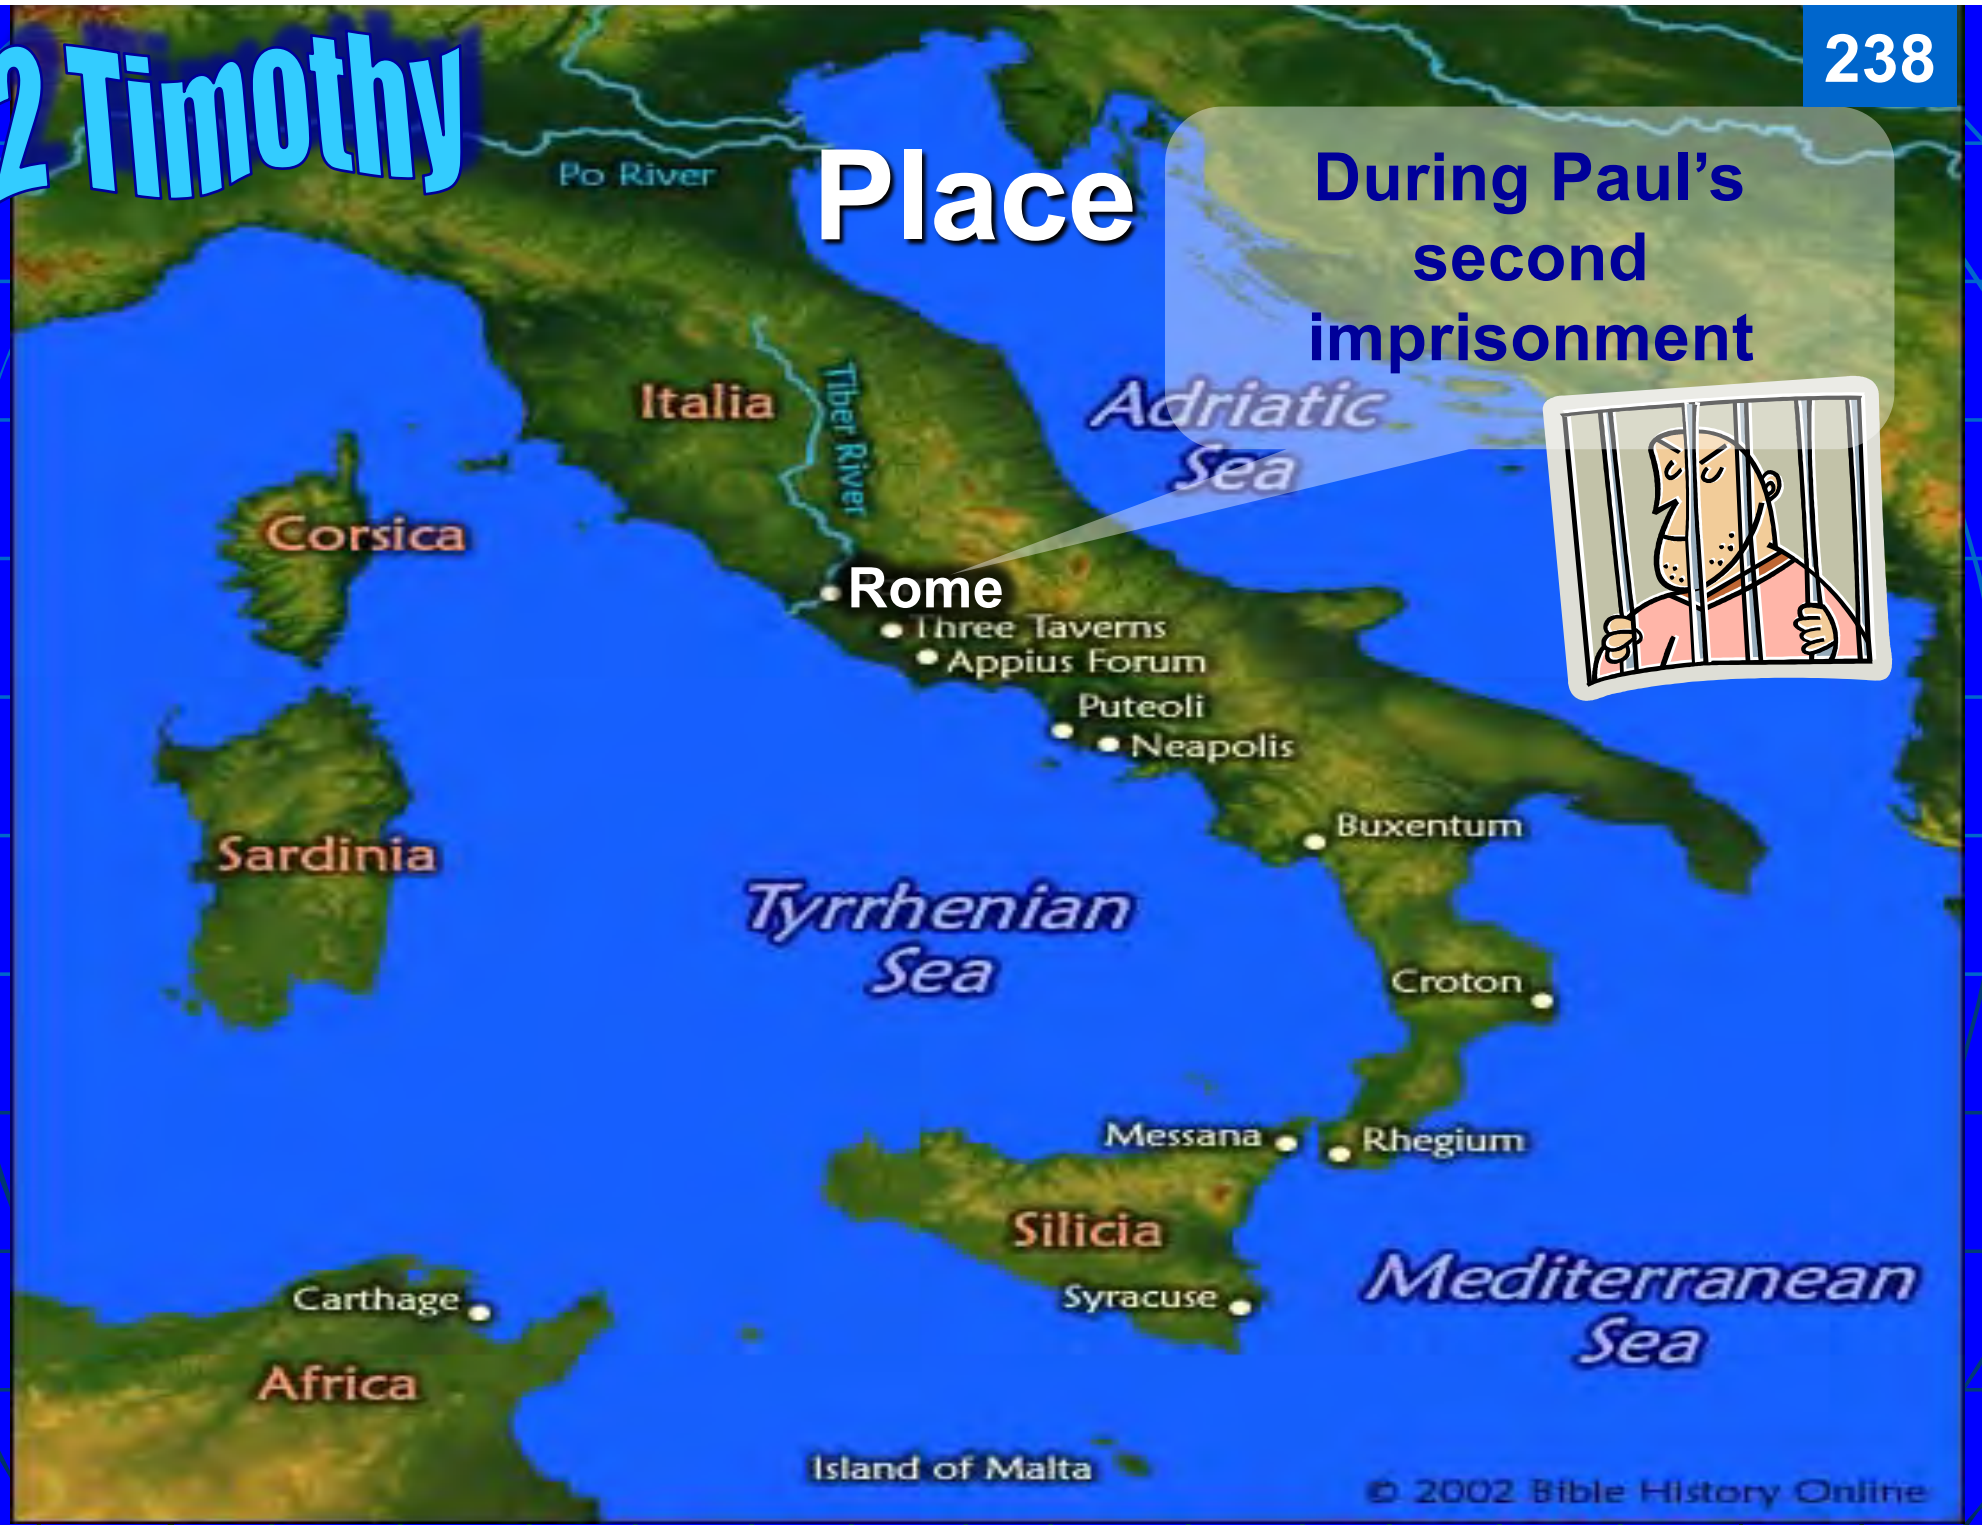 2 Timothy
238
Place
During Paul's
second
imprisonment
Po River
Italia
Tiber River
Adriatic
Sea
Corsica
Rome
Three Taverns
Appius Forum
Puteoli
Neapolis
Buxentum
Sardinia
Tyrrhenian
Sea
Croton
Messana
Rhegium
Silicia
Mediterranean
Sea
Carthage
Syracuse
Africa
Island of Malta
© 2002 Bible History Online